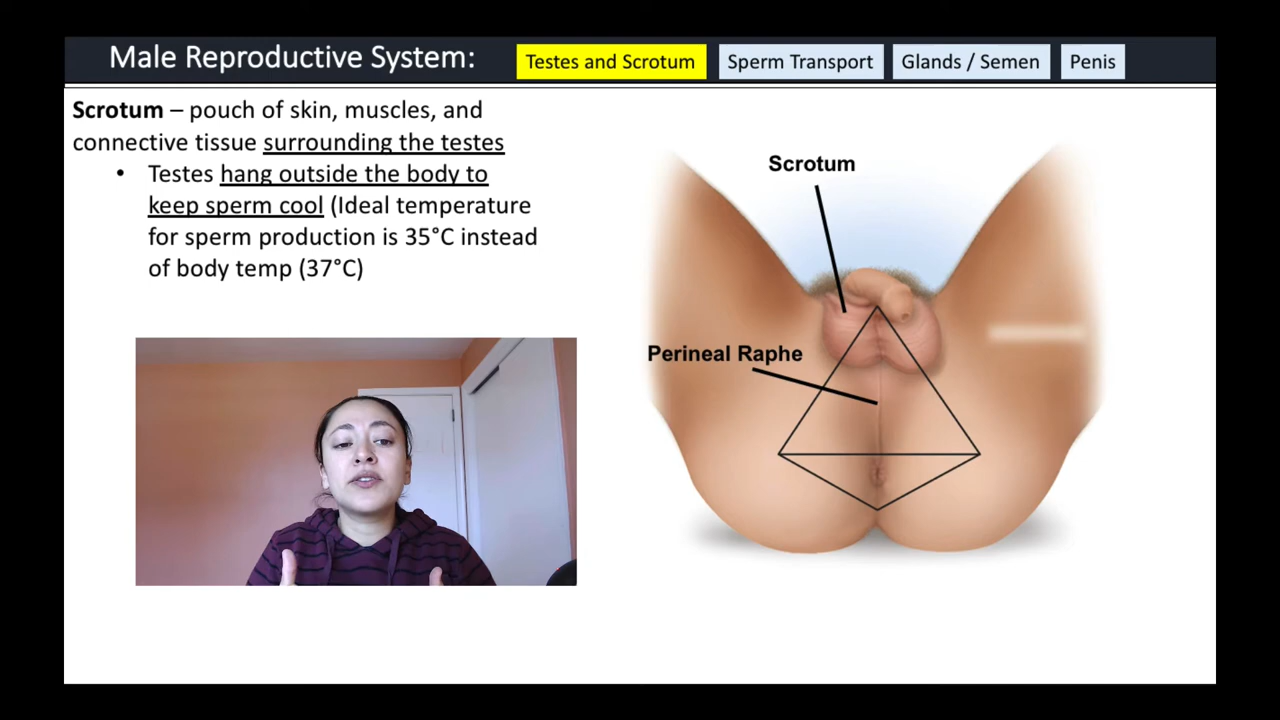 Male Reproductive System:
Testes and Scrotum
Sperm Transport
Glands / Semen
Penis
Scrotum – pouch of skin, muscles, and
connective tissue surrounding the testes
• Testes hang outside the body to
keep sperm cool (Ideal temperature
for sperm production is 35°C instead
of body temp (37°C)
Scrotum
Perineal Raphe